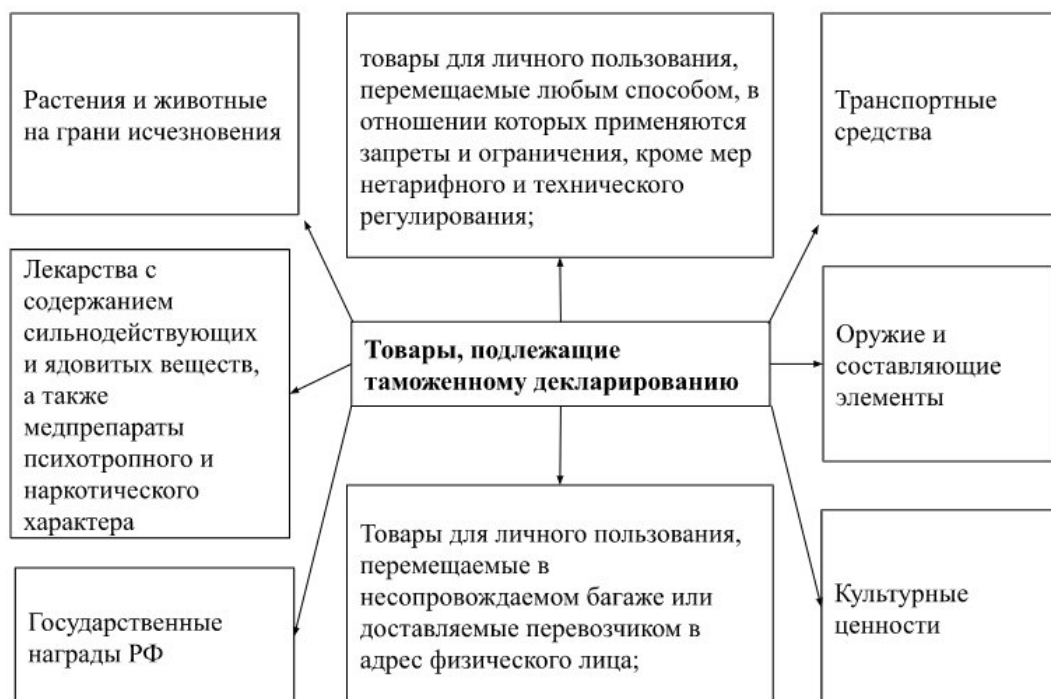 Растения и животные
на грани исчезновения
товары для личного пользования,
перемещаемые любым способом, в
отношении которых применяются
запреты и ограничения, кроме мер
нетарифного и технического
регулирования;
Транспортные
средства
Лекарства с
содержанием
сильнодействующих
и ядовитых веществ,
а также
медпрепараты
психотропного и
наркотического
характера
Товары, подлежащие
таможенному декларированию
Оружие и
составляющие
элементы
Государственные
награды РФ
Товары для личного пользования,
перемещаемые в
несопровождаемом багаже или
доставляемые перевозчиком в
адрес физического лица;
Культурные
ценности